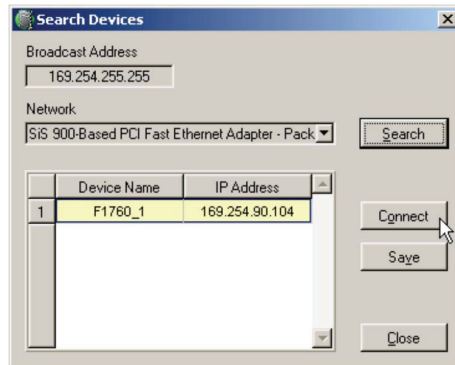 Search Devices
Broadcast Address
169.254.255.255
Network
SiS 900-Based PCI Fast Ethernet Adapter - Pack
Search
Device Name IP Address
1 F1760_1 169.254.90.104
Connect
Save
Close